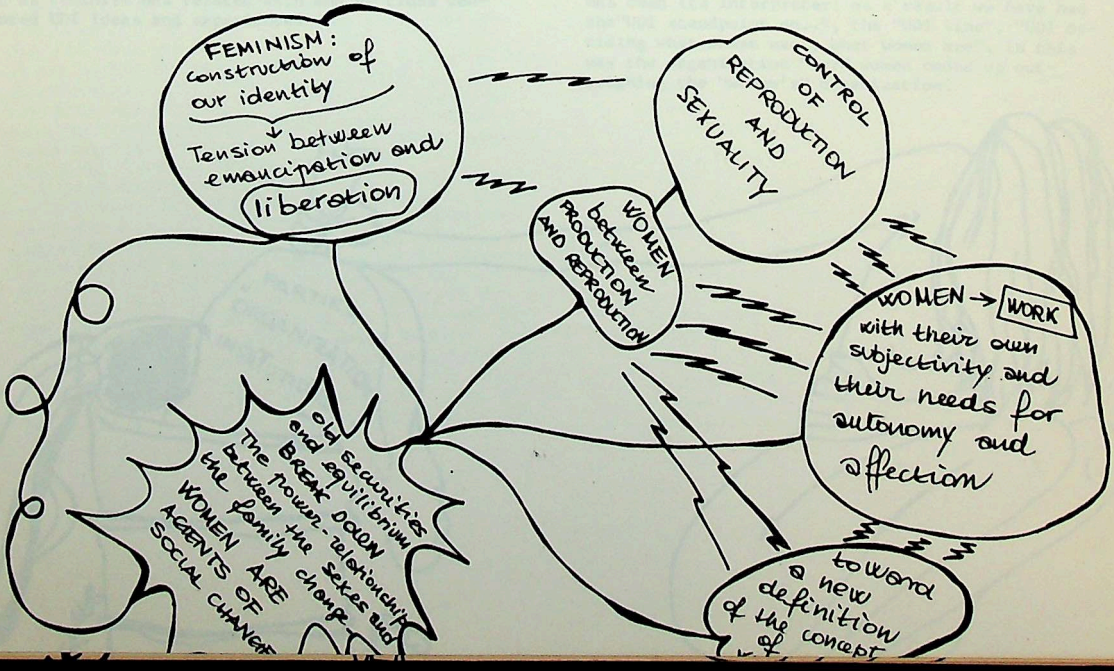 FEMINISM:
construction of
our identity
Tension between
emancipation and
liberation
CONTROL
OF
REPRODUCTION
AND
SEXUALITY
WOMEN
between
PRODUCTION
AND REPRODUCTION
WOMEN → WORK
with their own
subjectivity and
their needs for
autonomy and
affection
old securities
and equilibrium
BREAK DOWN
The power-relationship
between the sexes and
the family change
WOMEN ARE
AGENTS OF
SOCIAL CHANGE
toward
a new
definition
of the concept
of